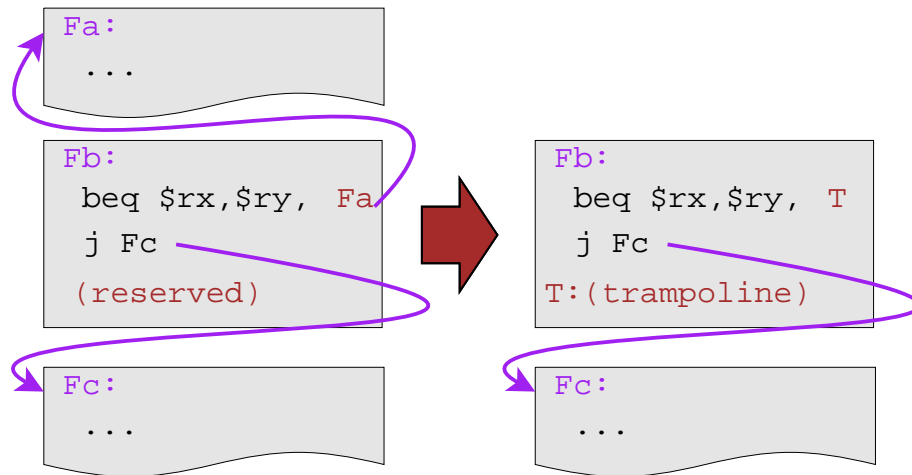 Fa:
...
Fb:
beq $rx,$ry, Fa
j Fc
(reserved)
Fc:
...
Fb:
beq $rx,$ry, T
j Fc
T:(trampoline)
Fc:
...